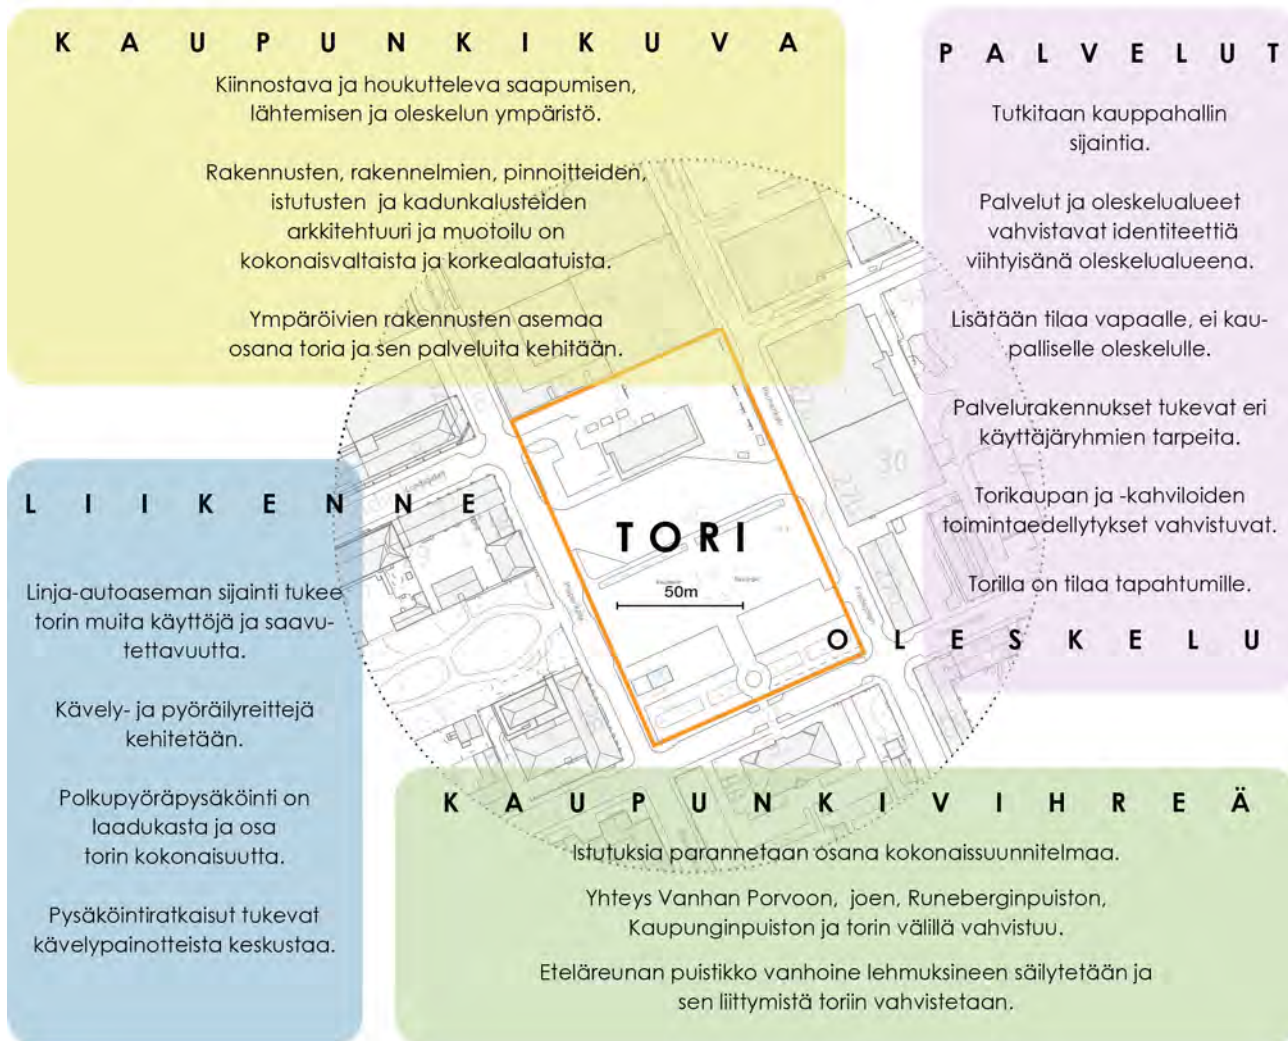 K A U P U N K I K U V A
Kiinnostava ja houkutteleva saapumisen,
lähtemisen ja oleskelun ympäristö.
Rakennusten, rakennelmien, pinnoitteiden,
istutusten ja kadunkalusteiden
arkkitehtuuri ja muotoilu on
kokonaisvaltaista ja korkealaatuista.
Ympäröivien rakennusten asemaa
osana toria ja sen palveluita kehitään.
P A L V E L U T
Tutkitaan kauppahallin
sijaintia.
Palvelut ja oleskelualueet
vahvistavat identiteettiä
viihtyisänä oleskelualueena.
Lisätään tilaa vapaalle, ei kau-
palliselle oleskelulle.
Palvelurakennukset tukevat eri
käyttäjäryhmien tarpeita.
Torikaupan ja -kahviloiden
toimintaedellytykset vahvistuvat.
Torilla on tilaa tapahtumille.
O L E S K E L U
L I I K E N N E
Linja-autoaseman sijainti tukee
torin muita käyttöjä ja saavu-
tettavuutta.
Kävely- ja pyöräilyreittejä
kehitetään.
Polkupyöräpysäköinti on
laadukasta ja osa
torin kokonaisuutta.
Pysäköintiratkaisut tukevat
kävelypainotteista keskustaa.
TORI
50m
30
K A U P U N K I V I H R E Ä
Istutuksia parannetaan osana kokonaissuunnitelmaa.
Yhteys Vanhan Porvoon, joen, Runeberginpuiston,
Kaupunginpuiston ja torin välillä vahvistuu.
Eteläreunan puistikko vanhoine lehmuksineen säilytetään ja
sen liittymistä toriin vahvistetaan.